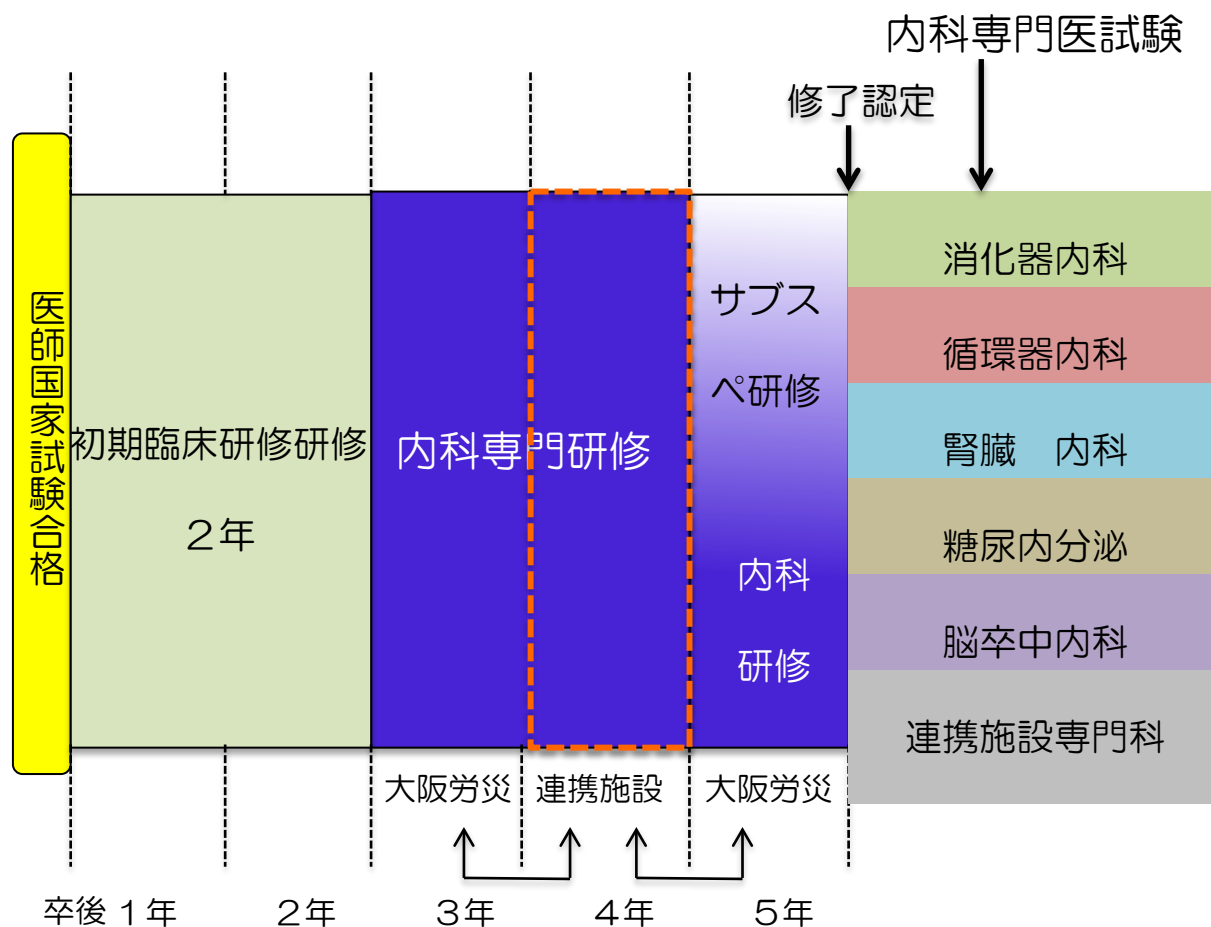 内科専門医試験
修了認定
医師国家試験合格
初期臨床研修研修
２年
内科専門研修
サブス
ペ研修
内科
研修
消化器内科
循環器内科
腎臓　内科
糖尿内分泌
脳卒中内科
連携施設専門科
大阪労災
連携施設
大阪労災
卒後１年
２年
３年
４年
５年